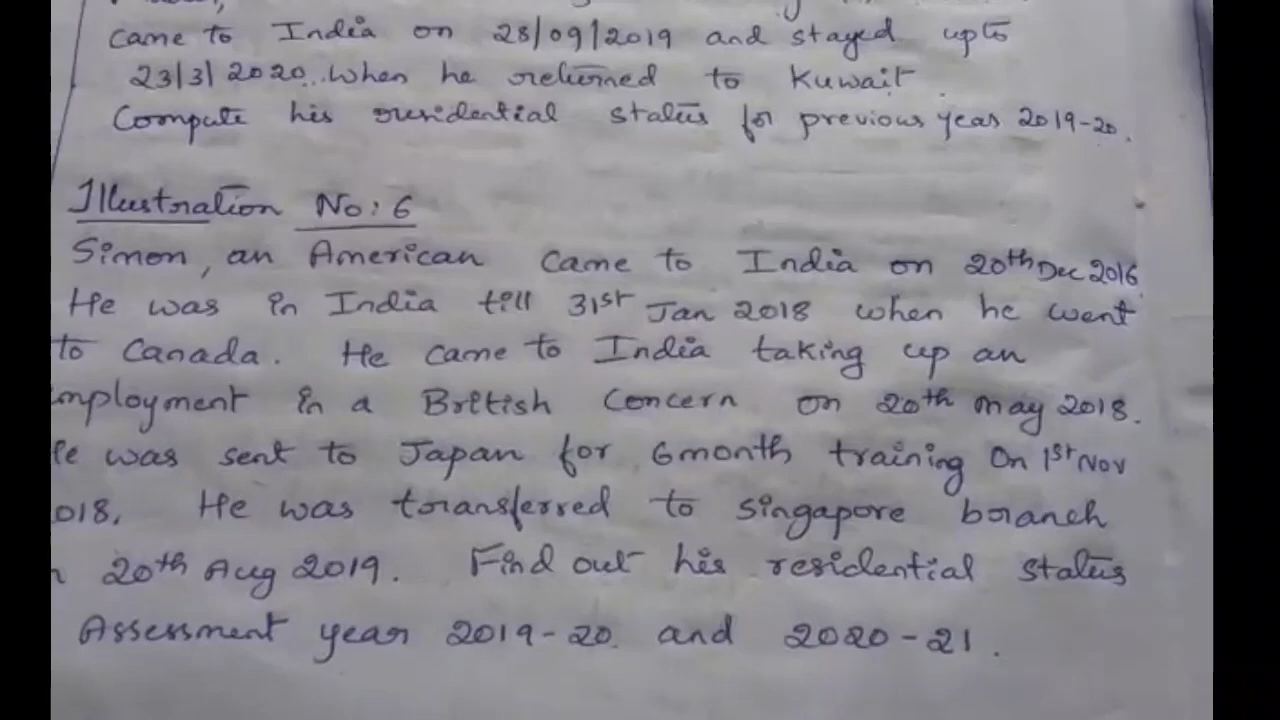 came to India on 28/09/2019 and stayed upto
23/3/2020. When he returned to Kuwait.
Compute his residential status for previous year 2019-20.
Illustration No: 6
Simon, an American came to India on 20th Dec 2016
He was in India till 31st Jan 2018 when he went
to Canada. He came to India taking up an
mployment in a British Concern on 20th may 2018.
He was sent to Japan for 6month training On 1st Nov
2018. He was transferred to Singapore branch
20th Aug 2019. Find out his residential status
Assessment year 2019-20 and 2020-21.